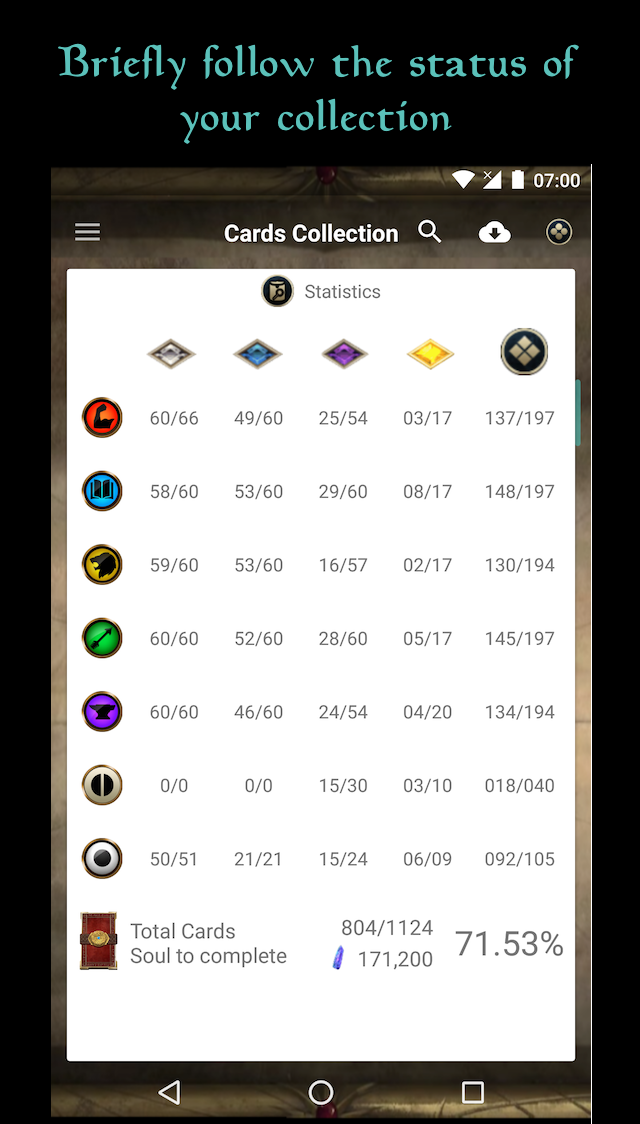 Briefly follow the status of
your collection
07:00
Cards Collection
Statistics
60/66 49/60 25/54 03/17 137/197
58/60 53/60 29/60 08/17 148/197
59/60 53/60 16/57 02/17 130/194
60/60 52/60 28/60 05/17 145/197
60/60 46/60 24/54 04/20 134/194
0/0 0/0 15/30 03/10 018/040
50/51 21/21 15/24 06/09 092/105
Total Cards 804/1124 71.53%
Soul to complete 171,200